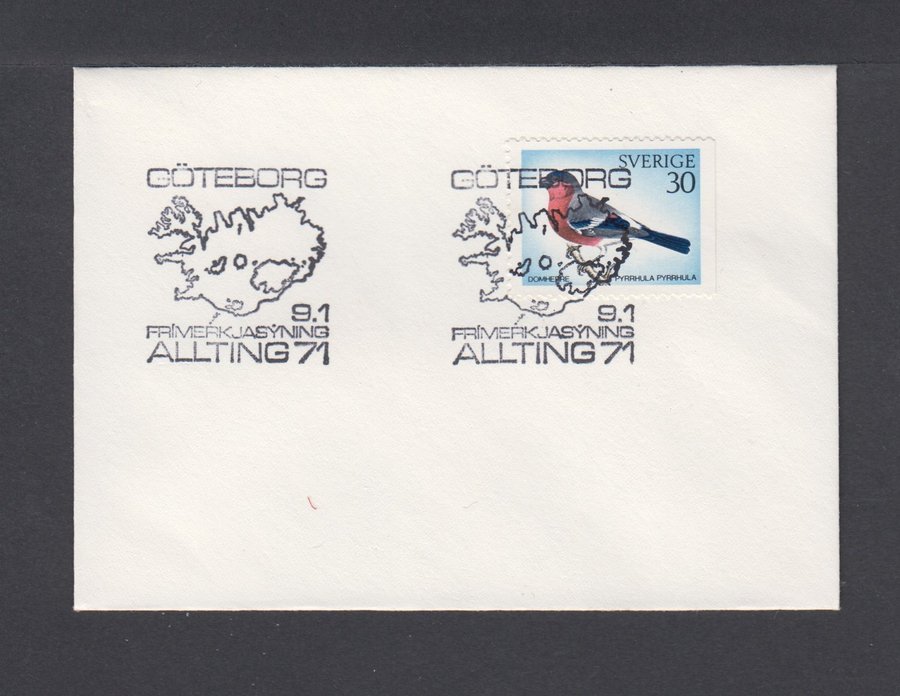 GÖTEBORG
9.1
FRÍMERKJASÝNING
ALLTING 71
GÖTEBORG
SVERIGE
30
DOMHERRE PYRRHULA PYRRHULA
9.1
FRÍMERKJASÝNING
ALLTING 71